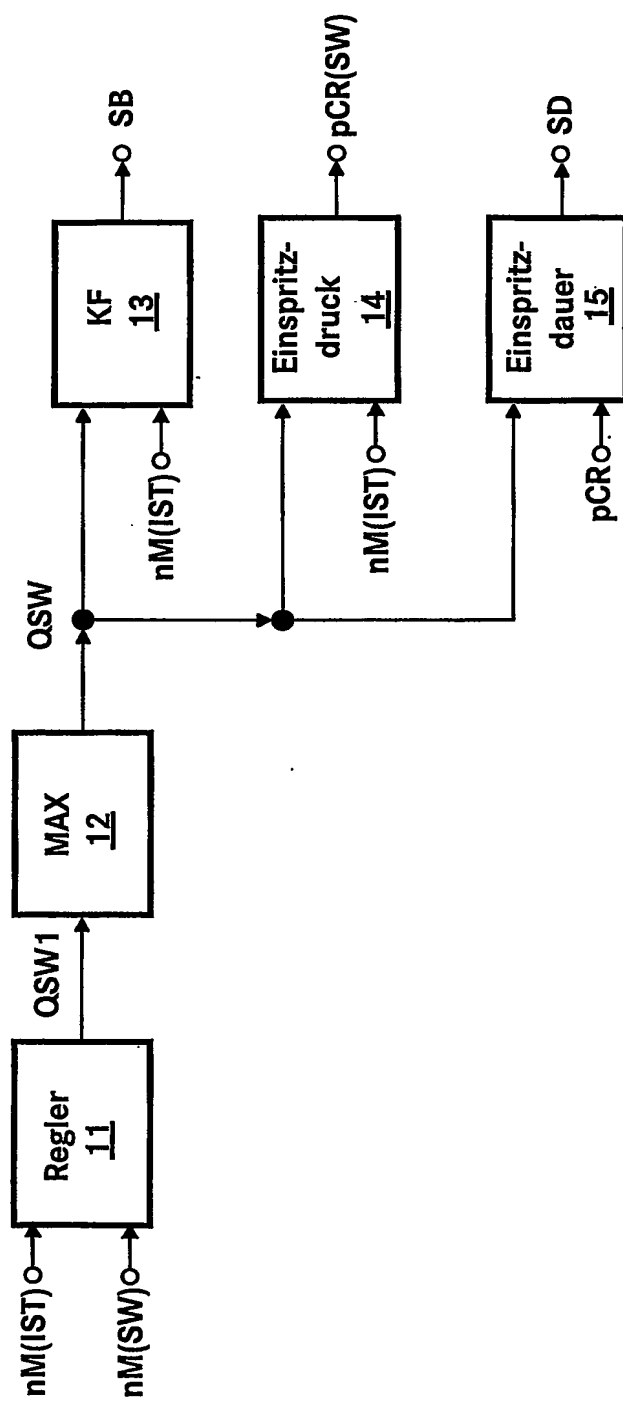 nM(IST)
nM(SW)
Regler
11
QSW1
MAX
12
QSW
nM(IST)
KF
13
SB
nM(IST)
Einspritz-
druck
14
pCR(SW)
pCR
Einspritz-
dauer
15
SD